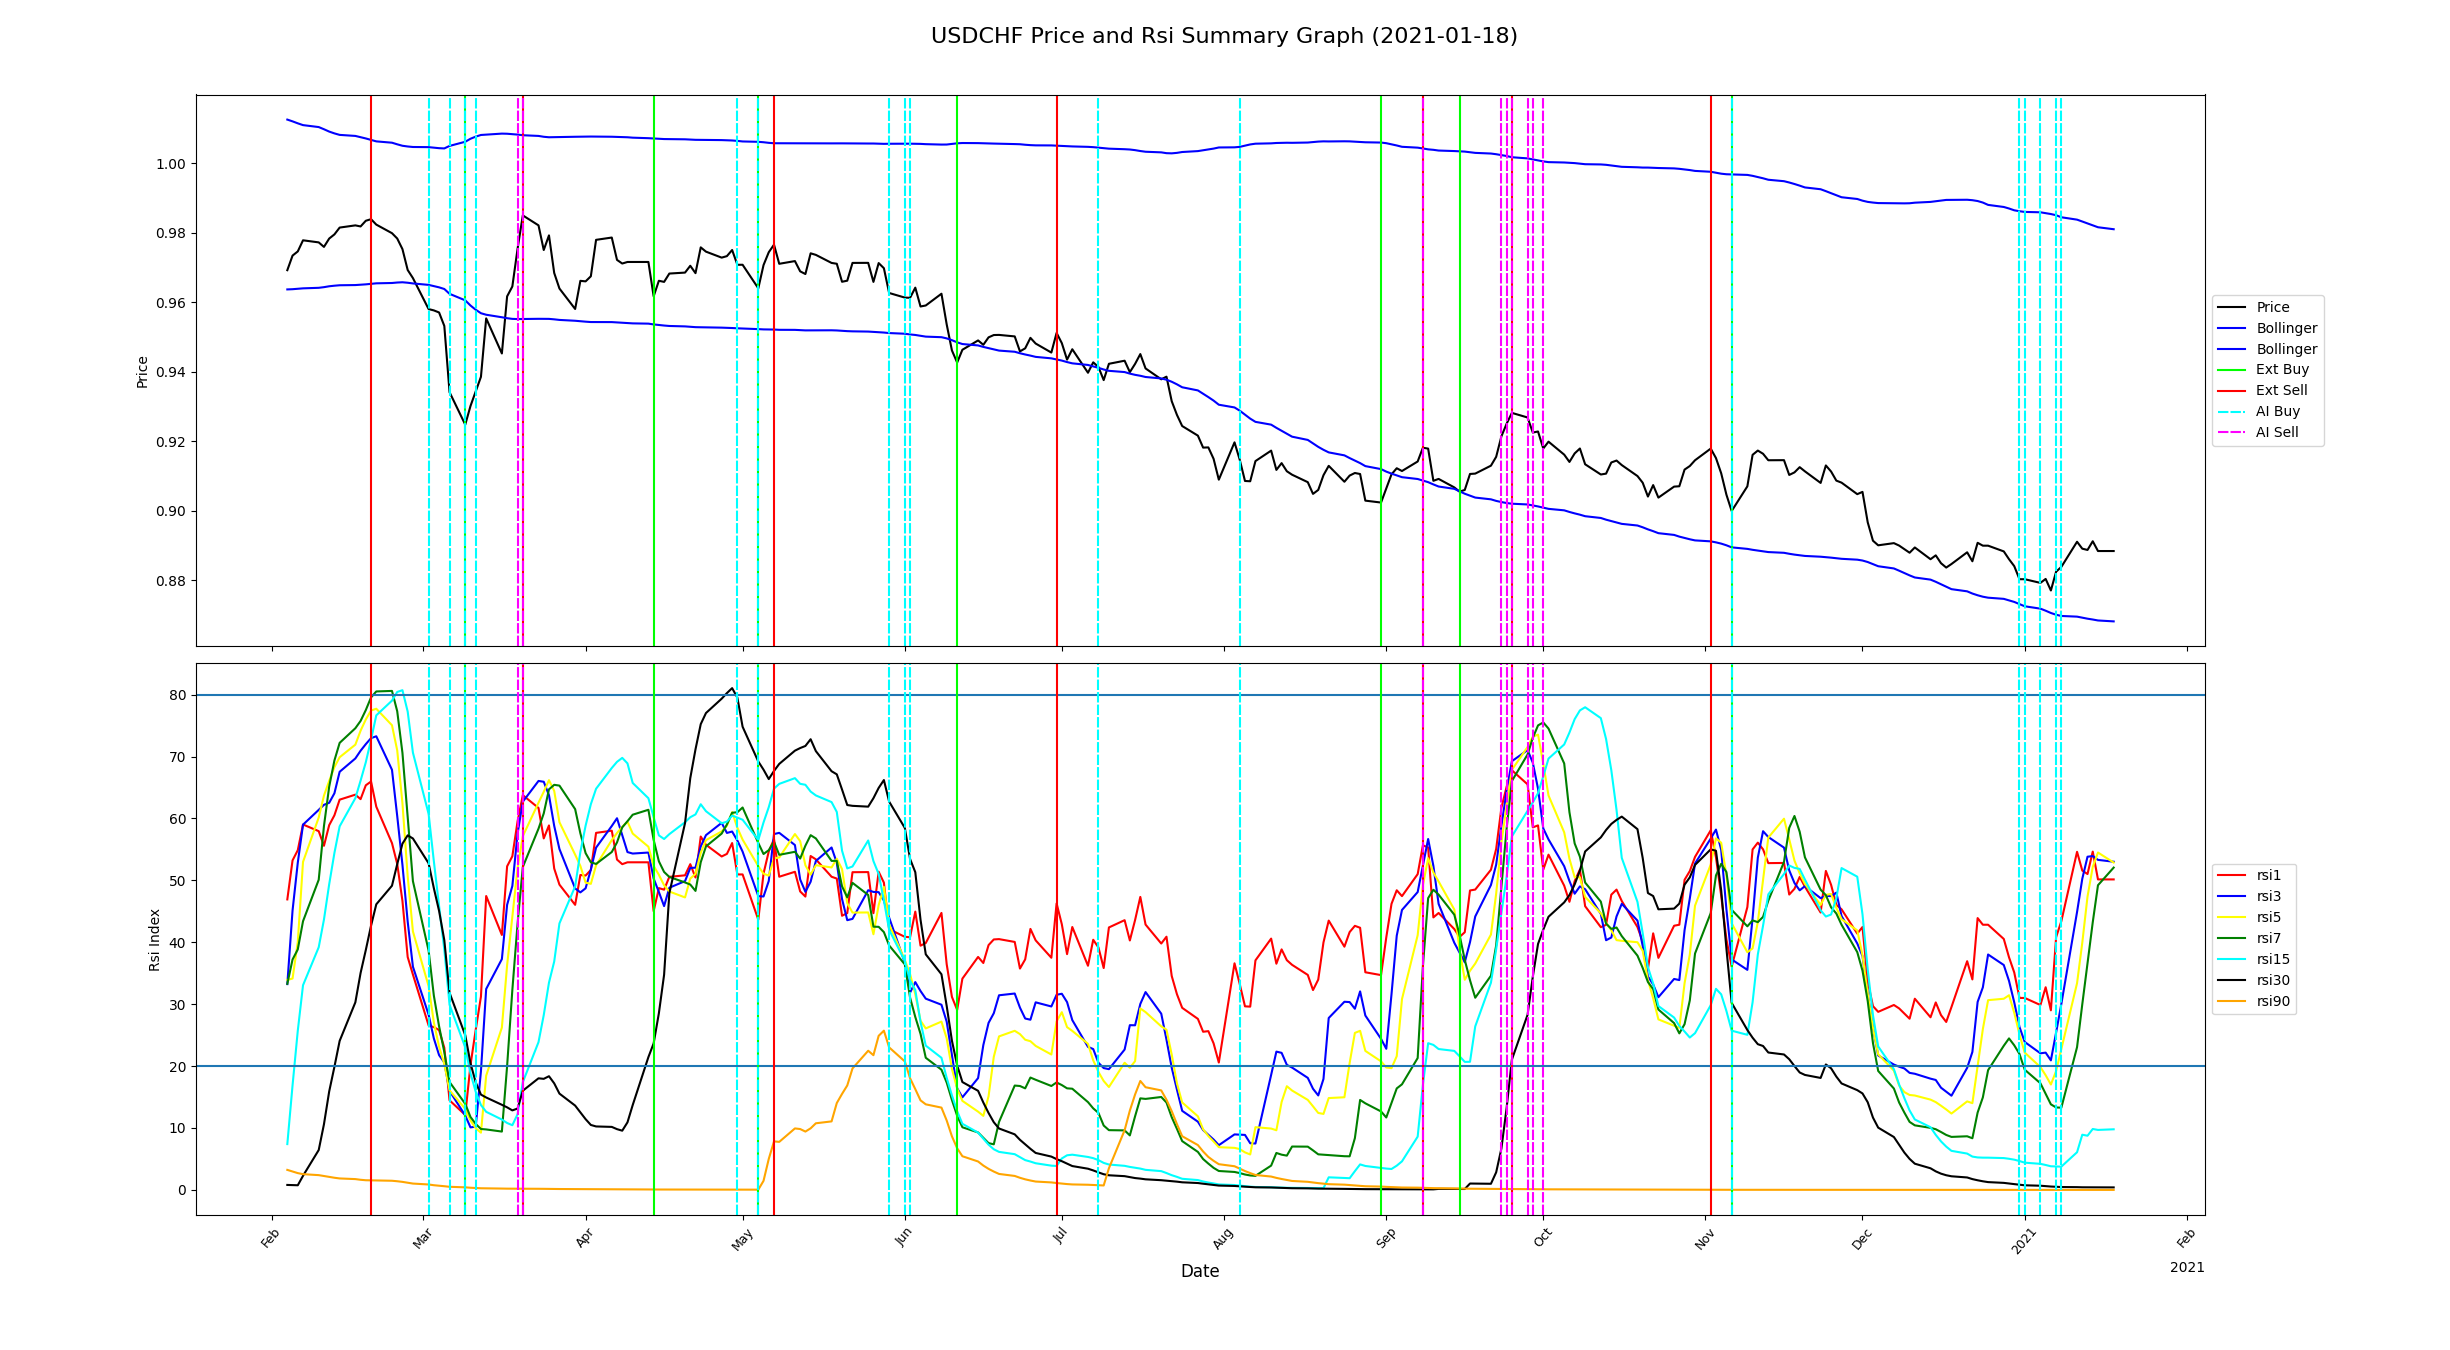 USDCHF Price and Rsi Summary Graph (2021-01-18)
Price
1.00
0.98
0.96
0.94
0.92
0.90
0.88
Price
Bollinger
Bollinger
Ext Buy
Ext Sell
AI Buy
AI Sell
Rsi Index
80
70
60
50
40
30
20
10
0
rsi1
rsi3
rsi5
rsi7
rsi15
rsi30
rsi90
Feb
Mar
Apr
May
Jun
Jul
Aug
Sep
Oct
Nov
Dec
2021
Feb
Date
2021